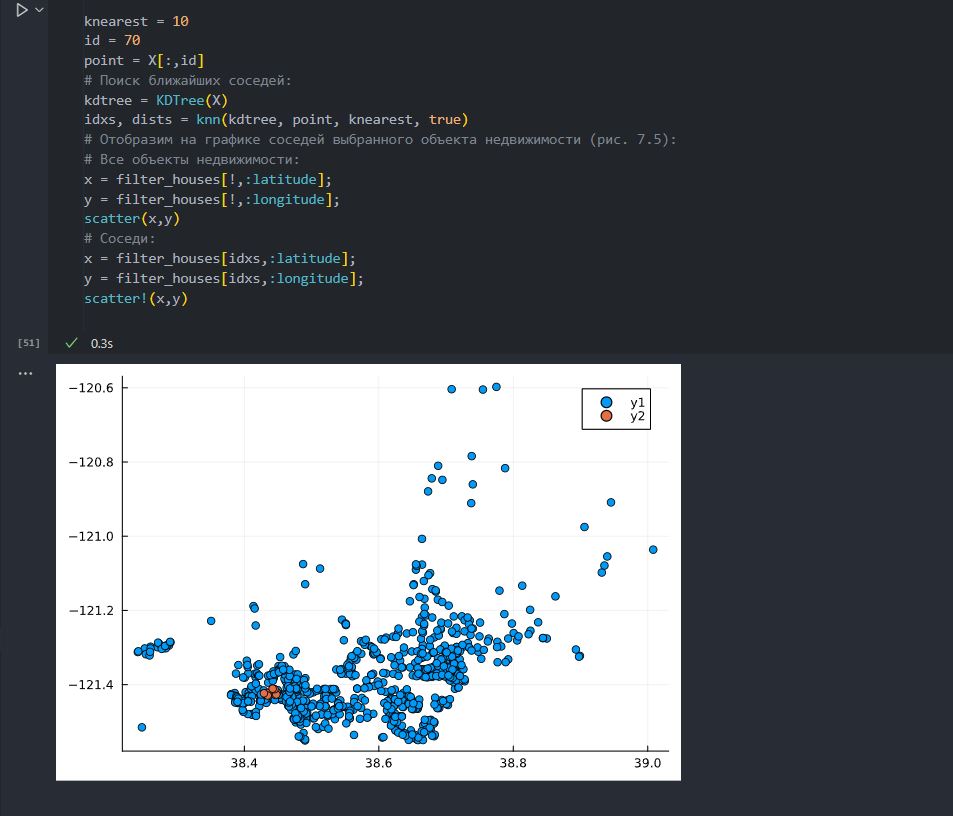 knearest = 10
id = 70
point = X[:,id]
# Поиск ближайших соседей:
kdtree = KDTree(X)
idxs, dists = knn(kdtree, point, knearest, true)
# Отобразим на графике соседей выбранного объекта недвижимости (рис. 7.5):
# Все объекты недвижимости:
x = filter_houses[!,:latitude];
y = filter_houses[!,:longitude];
scatter(x,y)
# Соседи:
x = filter_houses[idxs,:latitude];
y = filter_houses[idxs,:longitude];
scatter!(x,y)
[51] 0.3s
−120.6
y1
y2
−120.8
−121.0
−121.2
−121.4
38.4 38.6 38.8 39.0